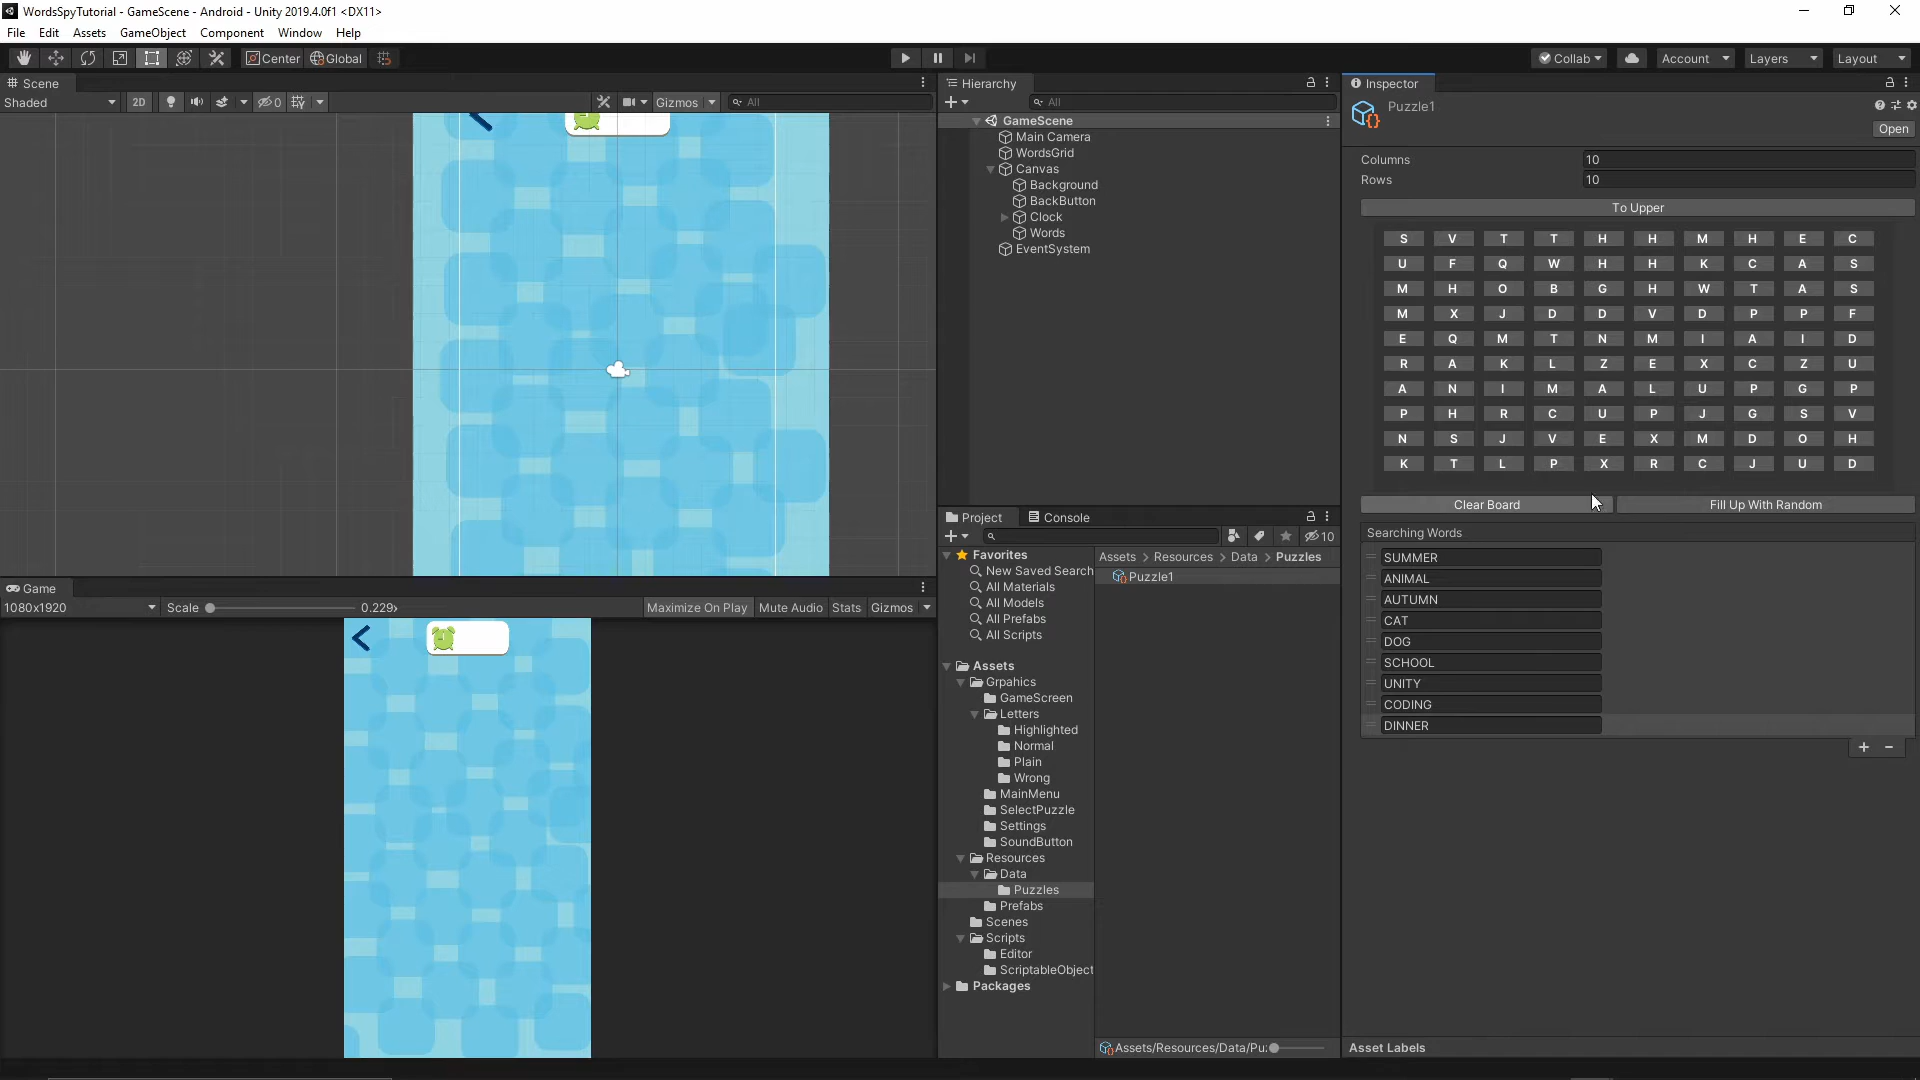 WordsSpyTutorial - GameScene - Android - Unity 2019.4.0f1 <DX11>
File Edit Assets GameObject Component Window Help
Center Global Collab Account Layers Layout
Scene
Shaded 2D 0 Gizmos All
Game
1080x1920 Scale 0.229x Maximize On Play Mute Audio Stats Gizmos
Hierarchy
All
GameScene
Main Camera
WordsGrid
Canvas
Background
BackButton
Clock
Words
EventSystem
Project Console
10
Favorites
New Saved Search
All Materials
All Models
All Prefabs
All Scripts
Assets
Grpahics
GameScreen
Letters
Highlighted
Normal
Plain
Wrong
MainMenu
SelectPuzzle
Settings
SoundButton
Resources
Data
Puzzles
Prefabs
Scenes
Scripts
Editor
ScriptableObject
Packages
Assets > Resources > Data > Puzzles
Puzzle1
Assets/Resources/Data/Pu:
Inspector
Puzzle1
Open
Columns 10
Rows 10
To Upper
S V T T H H M H E C
U F Q W H H K C A S
M H O B G H W T A S
M X J D D V D P P F
E Q M T N M I A I D
R A K L Z E X C Z U
A N I M A L U P G P
P H R C U P J G S V
N S J V E X M D O H
K T L P X R C J U D
Clear Board Fill Up With Random
Searching Words
SUMMER
ANIMAL
AUTUMN
CAT
DOG
SCHOOL
UNITY
CODING
DINNER
+ −
Asset Labels